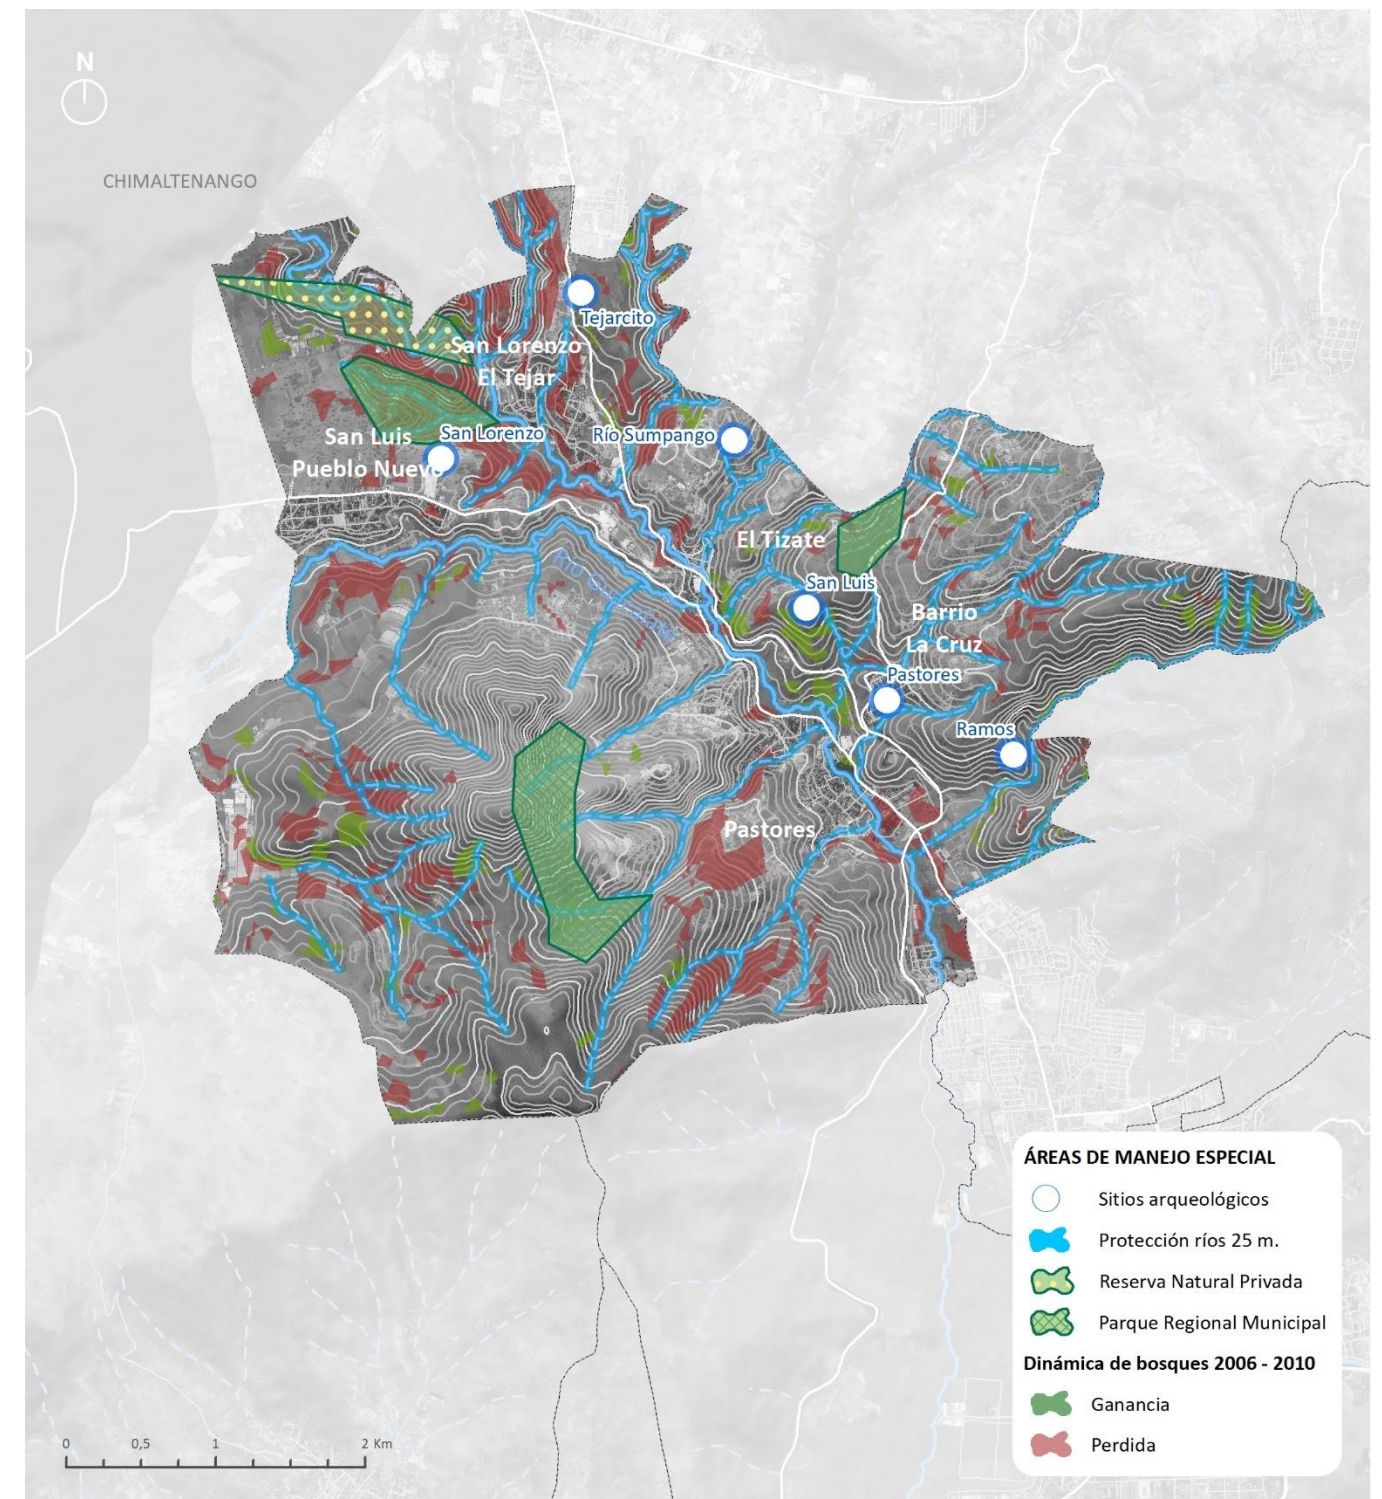 N
CHIMALTENANGO
Tejarcito
San Lorenzo
El Tejar
San Luis
Pueblo Nuevo
San Lorenzo
Río Sumpango
El Tizate
San Luis
Barrio
La Cruz
Pastores
Ramos
Pastores
0
0,5
1
2 Km
ÁREAS DE MANEJO ESPECIAL
Sitios arqueológicos
Protección ríos 25 m.
Reserva Natural Privada
Parque Regional Municipal
Dinámica de bosques 2006 - 2010
Ganancia
Perdida